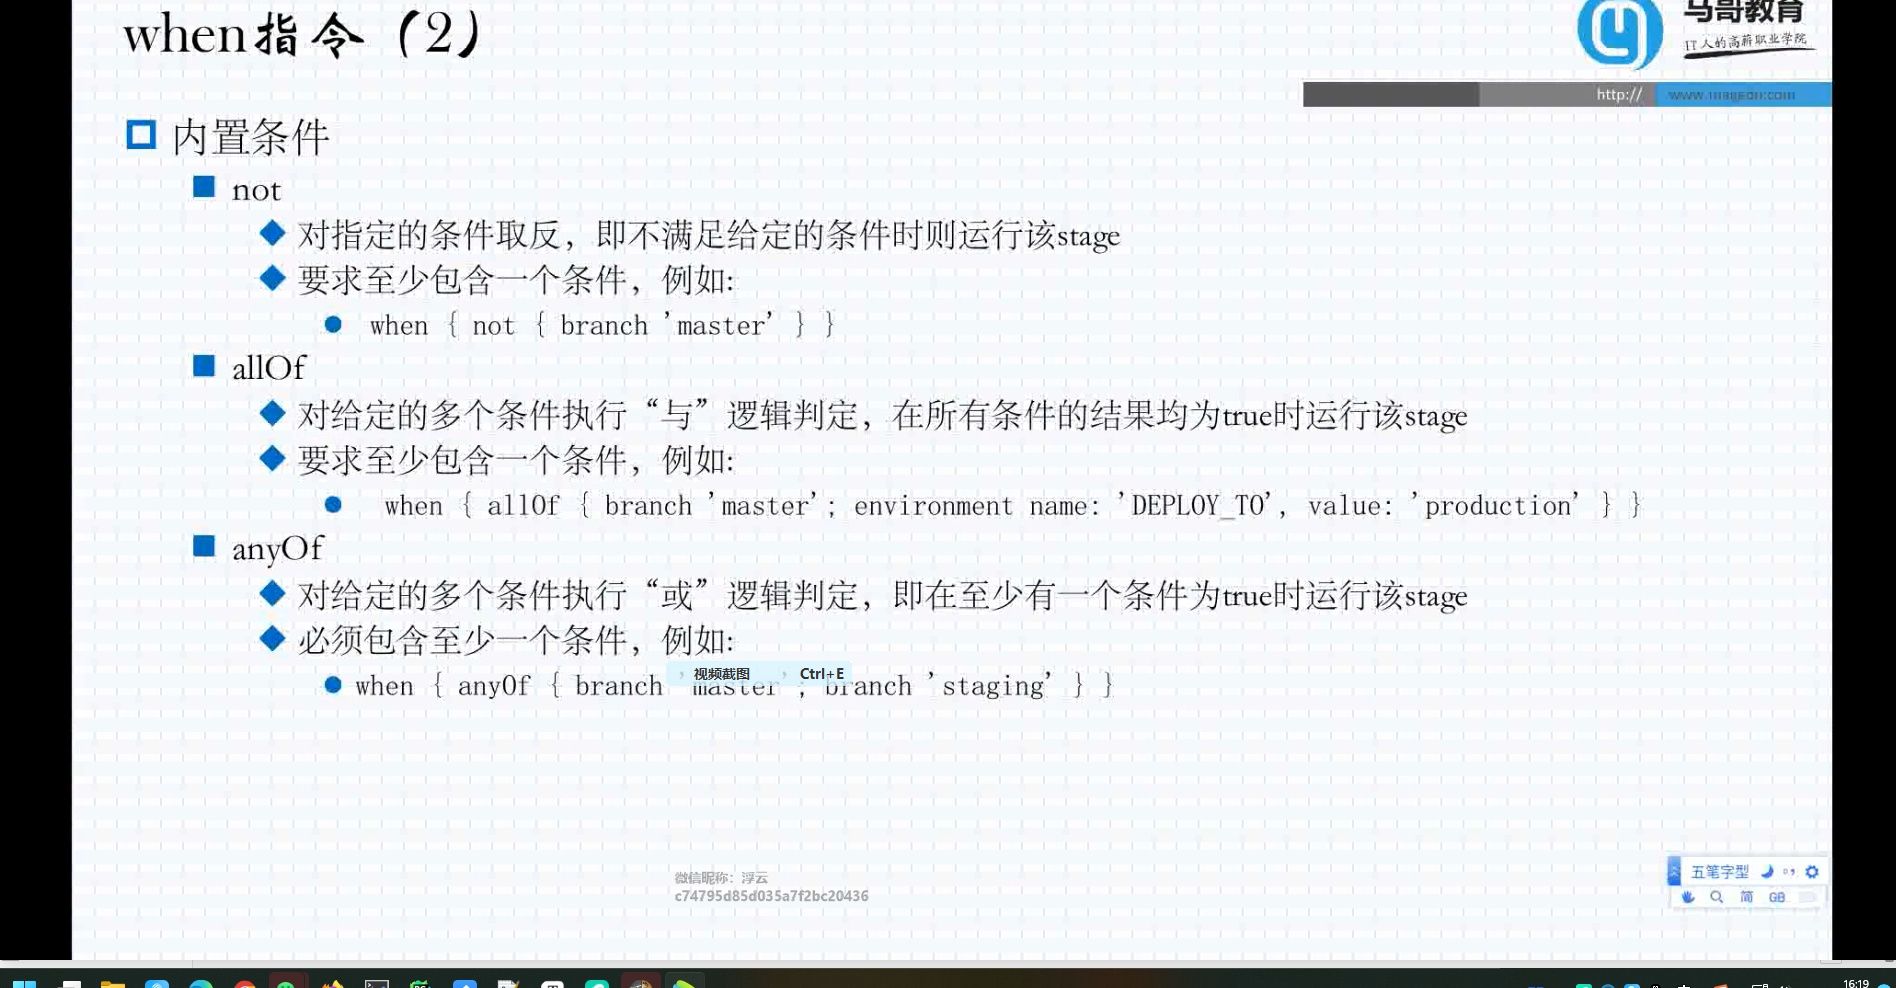 when指令（2）
马哥教育
IT人的高薪职业学院
http://
www.magedu.com
内置条件
not
对指定的条件取反，即不满足给定的条件时则运行该stage
要求至少包含一个条件，例如:
when { not { branch 'master' } }
allOf
对给定的多个条件执行“与”逻辑判定，在所有条件的结果均为true时运行该stage
要求至少包含一个条件，例如:
when { allOf { branch 'master'; environment name: 'DEPLOY_TO', value: 'production' } }
anyOf
对给定的多个条件执行“或”逻辑判定，即在至少有一个条件为true时运行该stage
必须包含至少一个条件，例如:
视频截图 Ctrl+E
when { anyOf { branch 'master'; branch 'staging' } }
微信昵称：浮云
c74795d85d035a7f2bc20436
五笔字型
简 GB
16:19